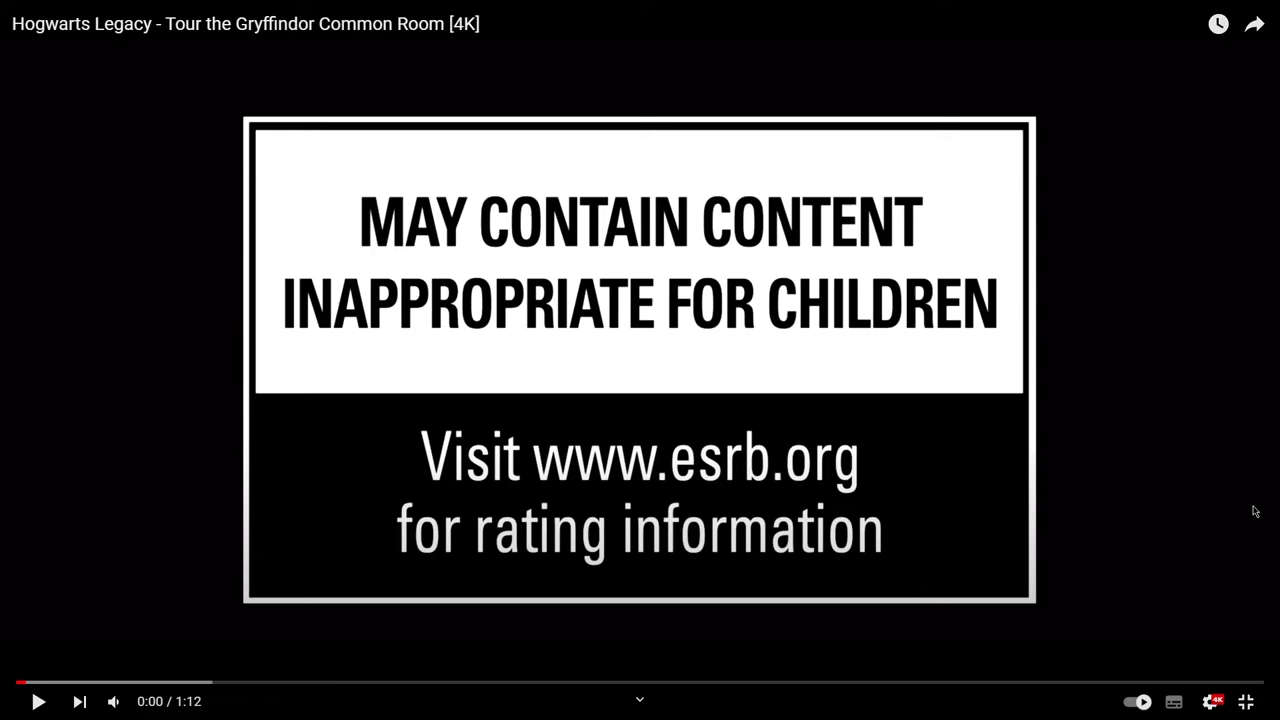 Hogwarts Legacy - Tour the Gryffindor Common Room [4K]
MAY CONTAIN CONTENT
INAPPROPRIATE FOR CHILDREN
Visit www.esrb.org
for rating information
0:00 / 1:12
4K